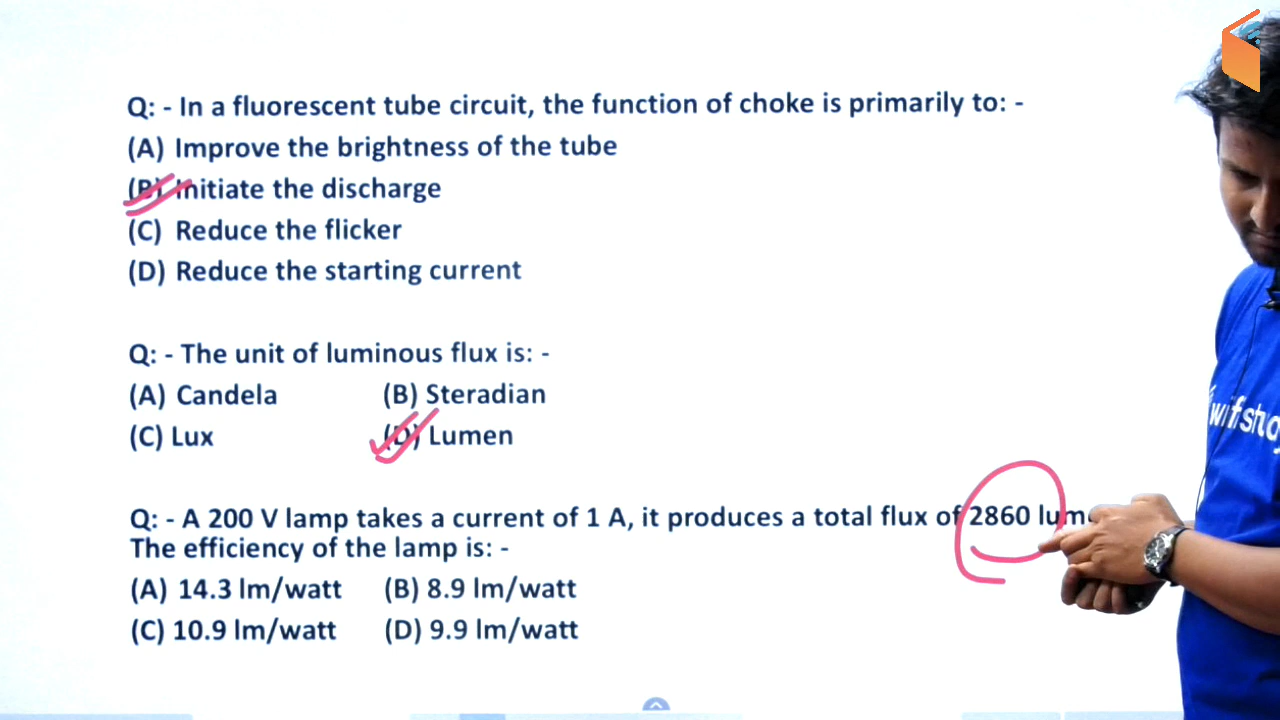 Q: - In a fluorescent tube circuit, the function of choke is primarily to: -
(A) Improve the brightness of the tube
(B) Initiate the discharge
(C) Reduce the flicker
(D) Reduce the starting current
Q: - The unit of luminous flux is: -
(A) Candela (B) Steradian
(C) Lux (D) Lumen
Q: - A 200 V lamp takes a current of 1 A, it produces a total flux of 2860
The efficiency of the lamp is: -
(A) 14.3 lm/watt (B) 8.9 lm/watt
(C) 10.9 lm/watt (D) 9.9 lm/watt